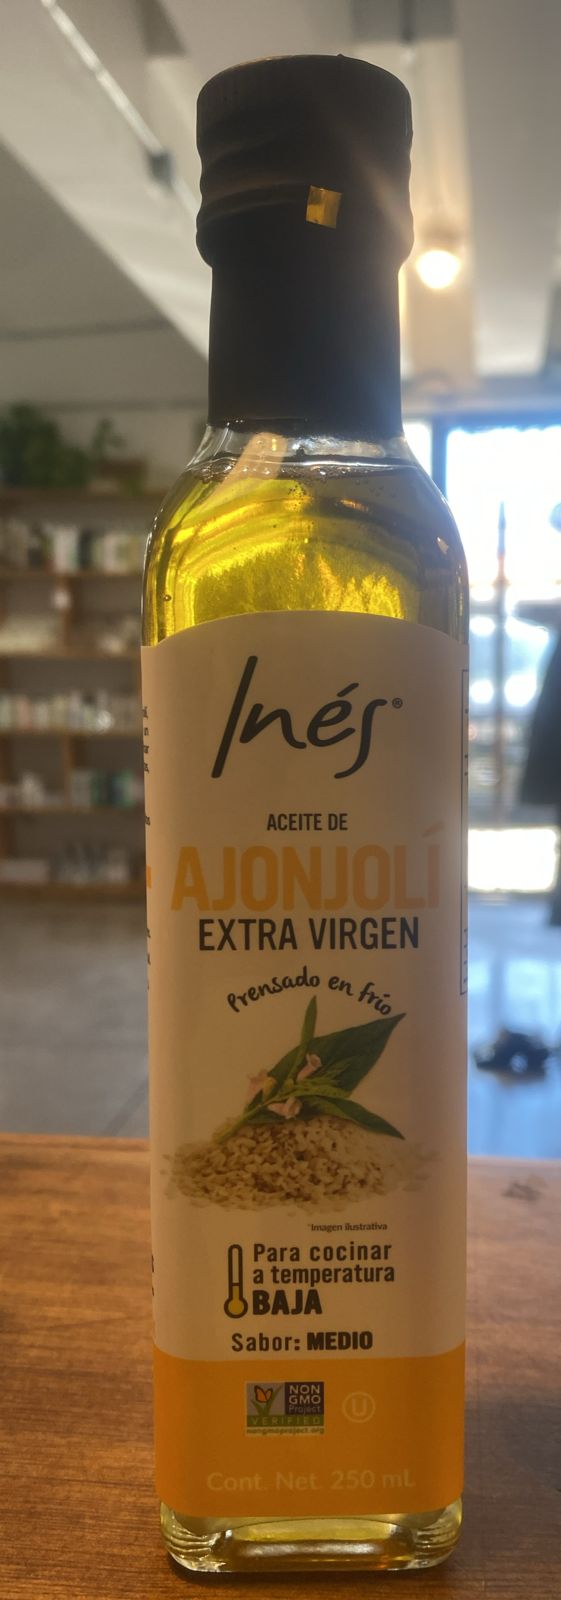 Inés®
ACEITE DE
AJONJOLÍ
EXTRA VIRGEN
Prensado en frío
*Imagen ilustrativa
Para cocinar
a temperatura
BAJA
Sabor: MEDIO
NON
GMO
Project
VERIFIED
nongmoproject.org
U
Cont. Net. 250 mL